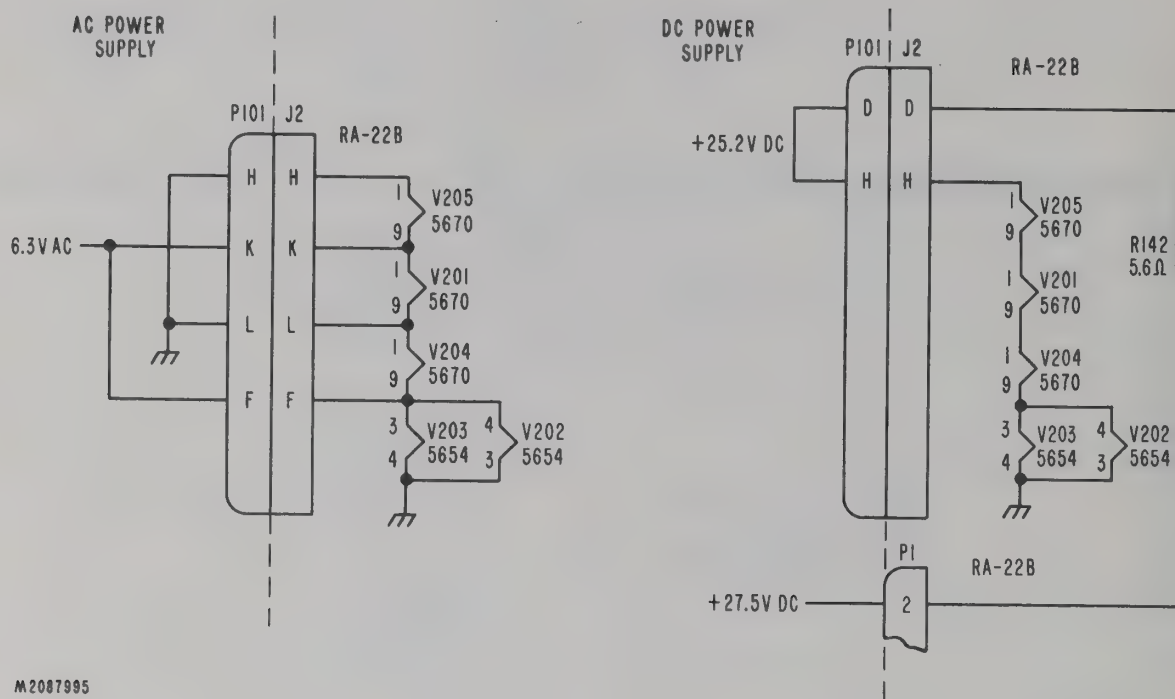 AC POWER
SUPPLY
P101 J2
RA-22B
6.3V AC
H H
K K
L L
F F
1
9
V205
5670
1
9
V201
5670
1
9
V204
5670
3
4
V203
5654
4
3
V202
5654
DC POWER
SUPPLY
P101 J2
RA-22B
+25.2V DC
D D
H H
1
9
V205
5670
R142
5.6Ω
1
9
V201
5670
1
9
V204
5670
3
4
V203
5654
4
3
V202
5654
P1
RA-22B
+27.5V DC
2
M2087995